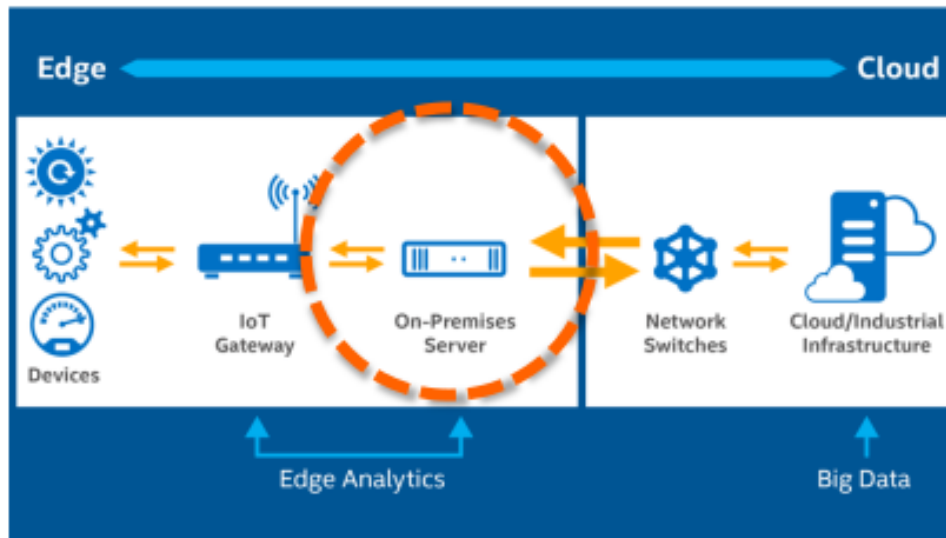 Edge
Cloud
Devices
IoT
Gateway
On-Premises
Server
Network
Switches
Cloud/Industrial
Infrastructure
Edge Analytics
Big Data